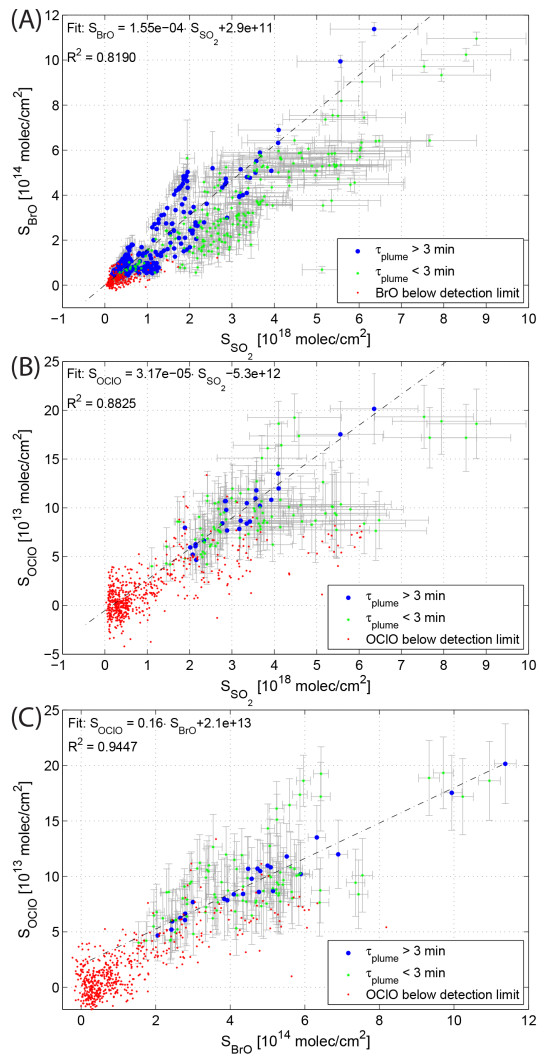 (A)
Fit: S_BrO = 1.55e−04· S_SO2 +2.9e+11
R² = 0.8190
12
10
8
6
4
2
0
S_BrO [10^14 molec/cm²]
τ_plume > 3 min
τ_plume < 3 min
BrO below detection limit
−1 0 1 2 3 4 5 6 7 8 9 10
S_SO2 [10^18 molec/cm²]
(B)
Fit: S_OClO = 3.17e−05· S_SO2 −5.3e+12
R² = 0.8825
25
20
15
10
5
0
−5
S_OClO [10^13 molec/cm²]
τ_plume > 3 min
τ_plume < 3 min
OClO below detection limit
−1 0 1 2 3 4 5 6 7 8 9 10
S_SO2 [10^18 molec/cm²]
(C)
Fit: S_OClO = 0.16· S_BrO +2.1e+13
R² = 0.9447
25
20
15
10
5
0
S_OClO [10^13 molec/cm²]
τ_plume > 3 min
τ_plume < 3 min
OClO below detection limit
0 2 4 6 8 10 12
S_BrO [10^14 molec/cm²]